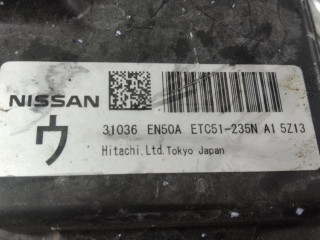 NISSAN
ウ
31036 EN50A ETC51-235N A1 5Z13
Hitachi,Ltd.Tokyo Japan